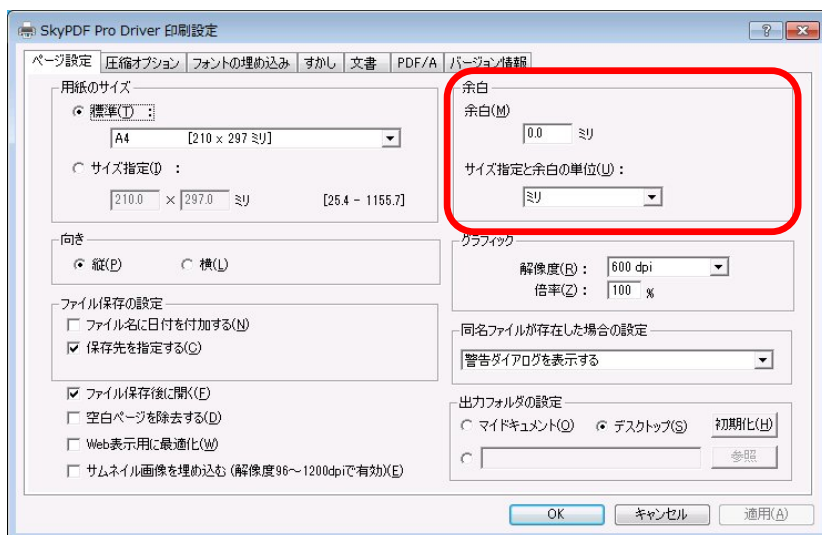 SkyPDF Pro Driver 印刷設定
ページ設定 圧縮オプション フォントの埋め込み すかし 文書 PDF/A バージョン情報
用紙のサイズ
標準(T) :
A4 [210 x 297 ミリ]
サイズ指定(I) :
210.0 × 297.0 ミリ [25.4 - 1155.7]
余白
余白(M)
0.0 ミリ
サイズ指定と余白の単位(U) :
ミリ
向き
縦(P) 横(L)
グラフィック
解像度(R) : 600 dpi
倍率(Z) : 100 %
ファイル保存の設定
ファイル名に日付を付加する(N)
保存先を指定する(C)
同名ファイルが存在した場合の設定
警告ダイアログを表示する
ファイル保存後に開く(F)
空白ページを除去する(D)
Web表示用に最適化(W)
サムネイル画像を埋め込む (解像度96～1200dpiで有効)(E)
出力フォルダの設定
マイドキュメント(O) デスクトップ(S) 初期化(H)
参照
OK キャンセル 適用(A)